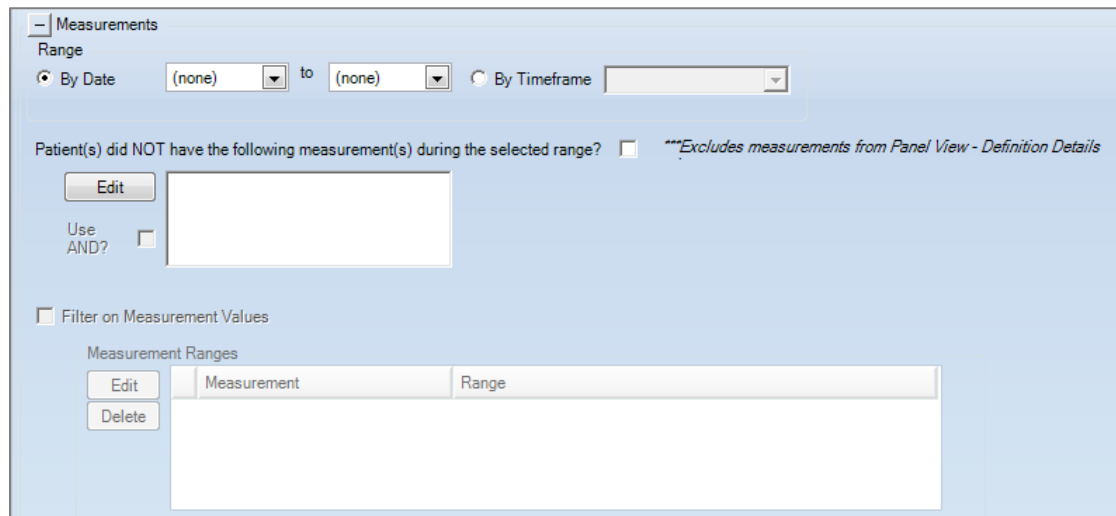 Measurements
Range
By Date (none) to (none) By Timeframe
Patient(s) did NOT have the following measurement(s) during the selected range? ***Excludes measurements from Panel View - Definition Details
Edit
Use
AND?
Filter on Measurement Values
Measurement Ranges
Edit Measurement Range
Delete